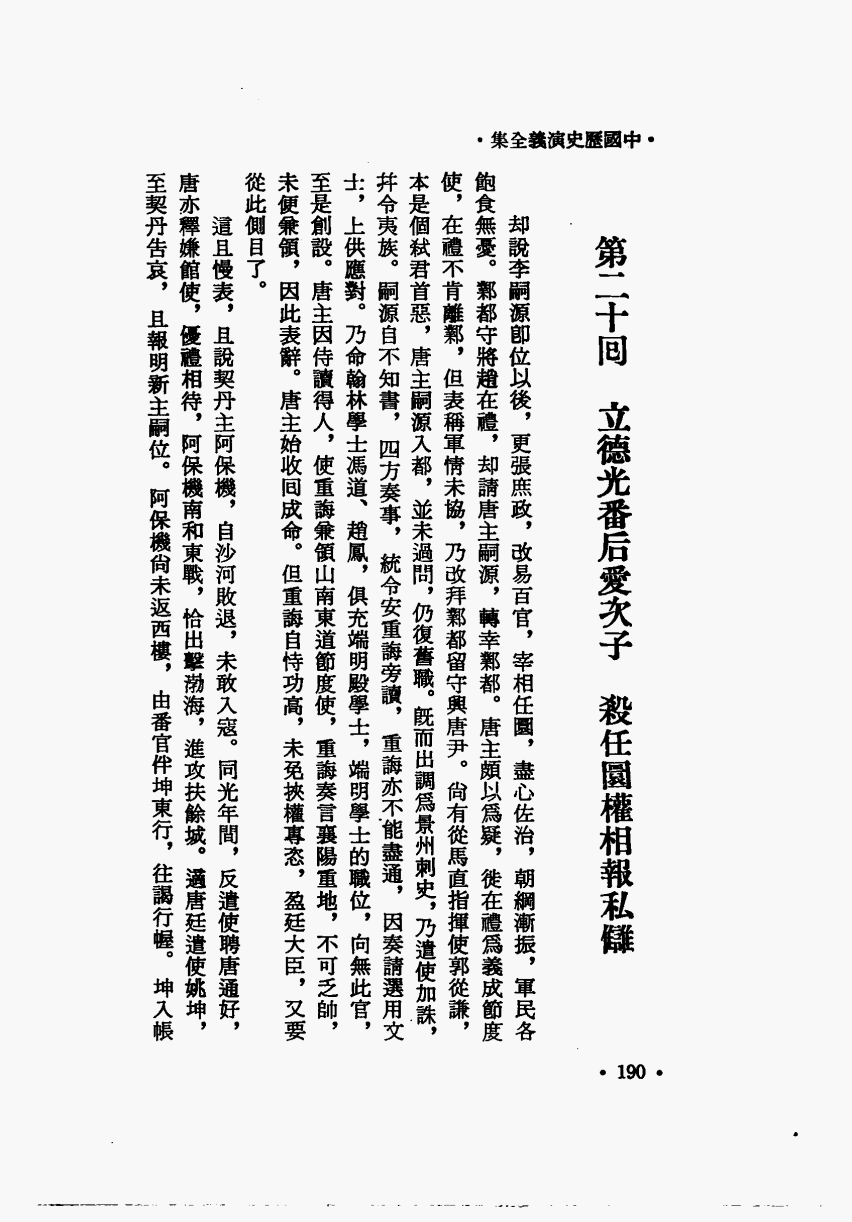 •中國歷史演義全集•
第二十回　立德光番后愛次子　殺任圜權相報私讎
却說李嗣源卽位以後，更張庶政，改易百官，宰相任圜，盡心佐治，朝綱漸振，軍民各
飽食無憂。鄴都守將趙在禮，却請唐主嗣源，轉幸鄴都。唐主頗以爲疑，徙在禮爲義成節度
使，在禮不肯離鄴，但表稱軍情未協，乃改拜鄴都留守興唐尹。尙有從馬直指揮使郭從謙，
本是個弒君首惡，唐主嗣源入都，並未過問，仍復舊職。旣而出調爲景州刺史，乃遣使加誅，
幷令夷族。嗣源自不知書，四方奏事，統令安重誨旁讀，重誨亦不能盡通，因奏請選用文
士，上供應對。乃命翰林學士馮道、趙鳳，俱充端明殿學士，端明學士的職位，向無此官，
至是創設。唐主因侍讀得人，使重誨兼領山南東道節度使，重誨奏言襄陽重地，不可乏帥，
未便兼領，因此表辭。唐主始收回成命。但重誨自恃功高，未免挾權專恣，盈廷大臣，又要
從此側目了。
這且慢表，且說契丹主阿保機，自沙河敗退，未敢入寇。同光年間，反遣使聘唐通好，
唐亦釋嫌館使，優禮相待，阿保機南和東戰，恰出擊渤海，進攻扶餘城。適唐廷遣使姚坤，
至契丹告哀，且報明新主嗣位。阿保機尙未返西樓，由番官伴坤東行，往謁行幄。坤入帳
•190•